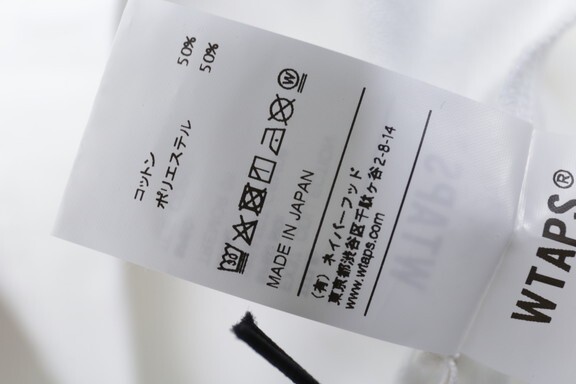 コットン 50%
ポリエステル 50%
MADE IN JAPAN
(有) ネイバーフッド
東京都渋谷区千駄ヶ谷2-8-14
www.wtaps.com
WTAPS®